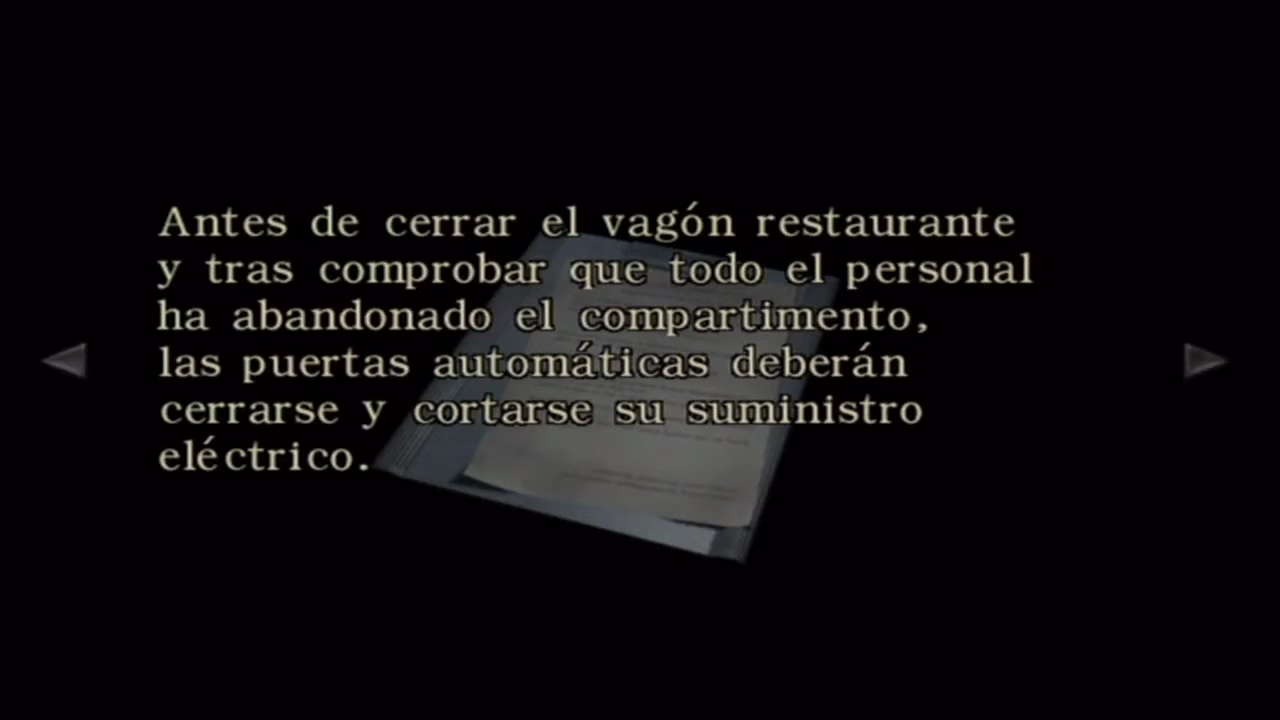 Antes de cerrar el vagón restaurante
y tras comprobar que todo el personal
ha abandonado el compartimento,
las puertas automáticas deberán
cerrarse y cortarse su suministro
eléctrico.